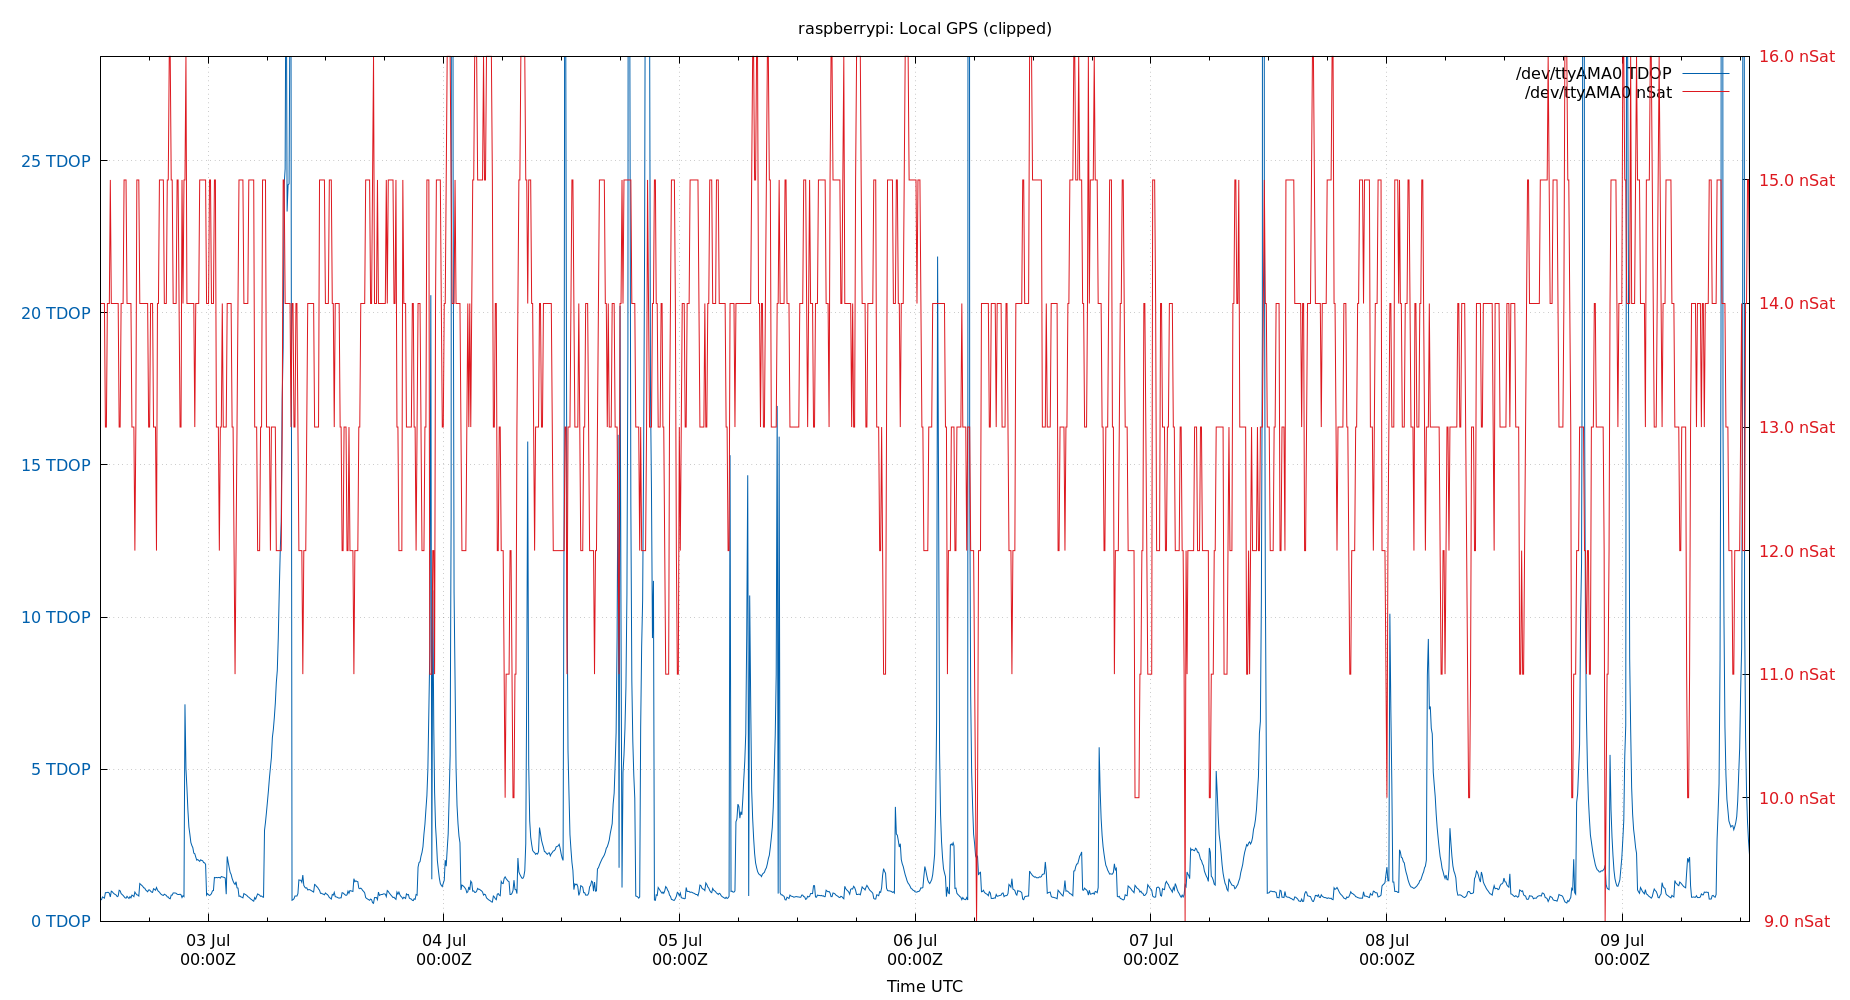 raspberrypi: Local GPS (clipped)
/dev/ttyAMA0 TDOP
/dev/ttyAMA0 nSat
25 TDOP
20 TDOP
15 TDOP
10 TDOP
5 TDOP
0 TDOP
16.0 nSat
15.0 nSat
14.0 nSat
13.0 nSat
12.0 nSat
11.0 nSat
10.0 nSat
9.0 nSat
03 Jul
00:00Z
04 Jul
00:00Z
05 Jul
00:00Z
06 Jul
00:00Z
07 Jul
00:00Z
08 Jul
00:00Z
09 Jul
00:00Z
Time UTC